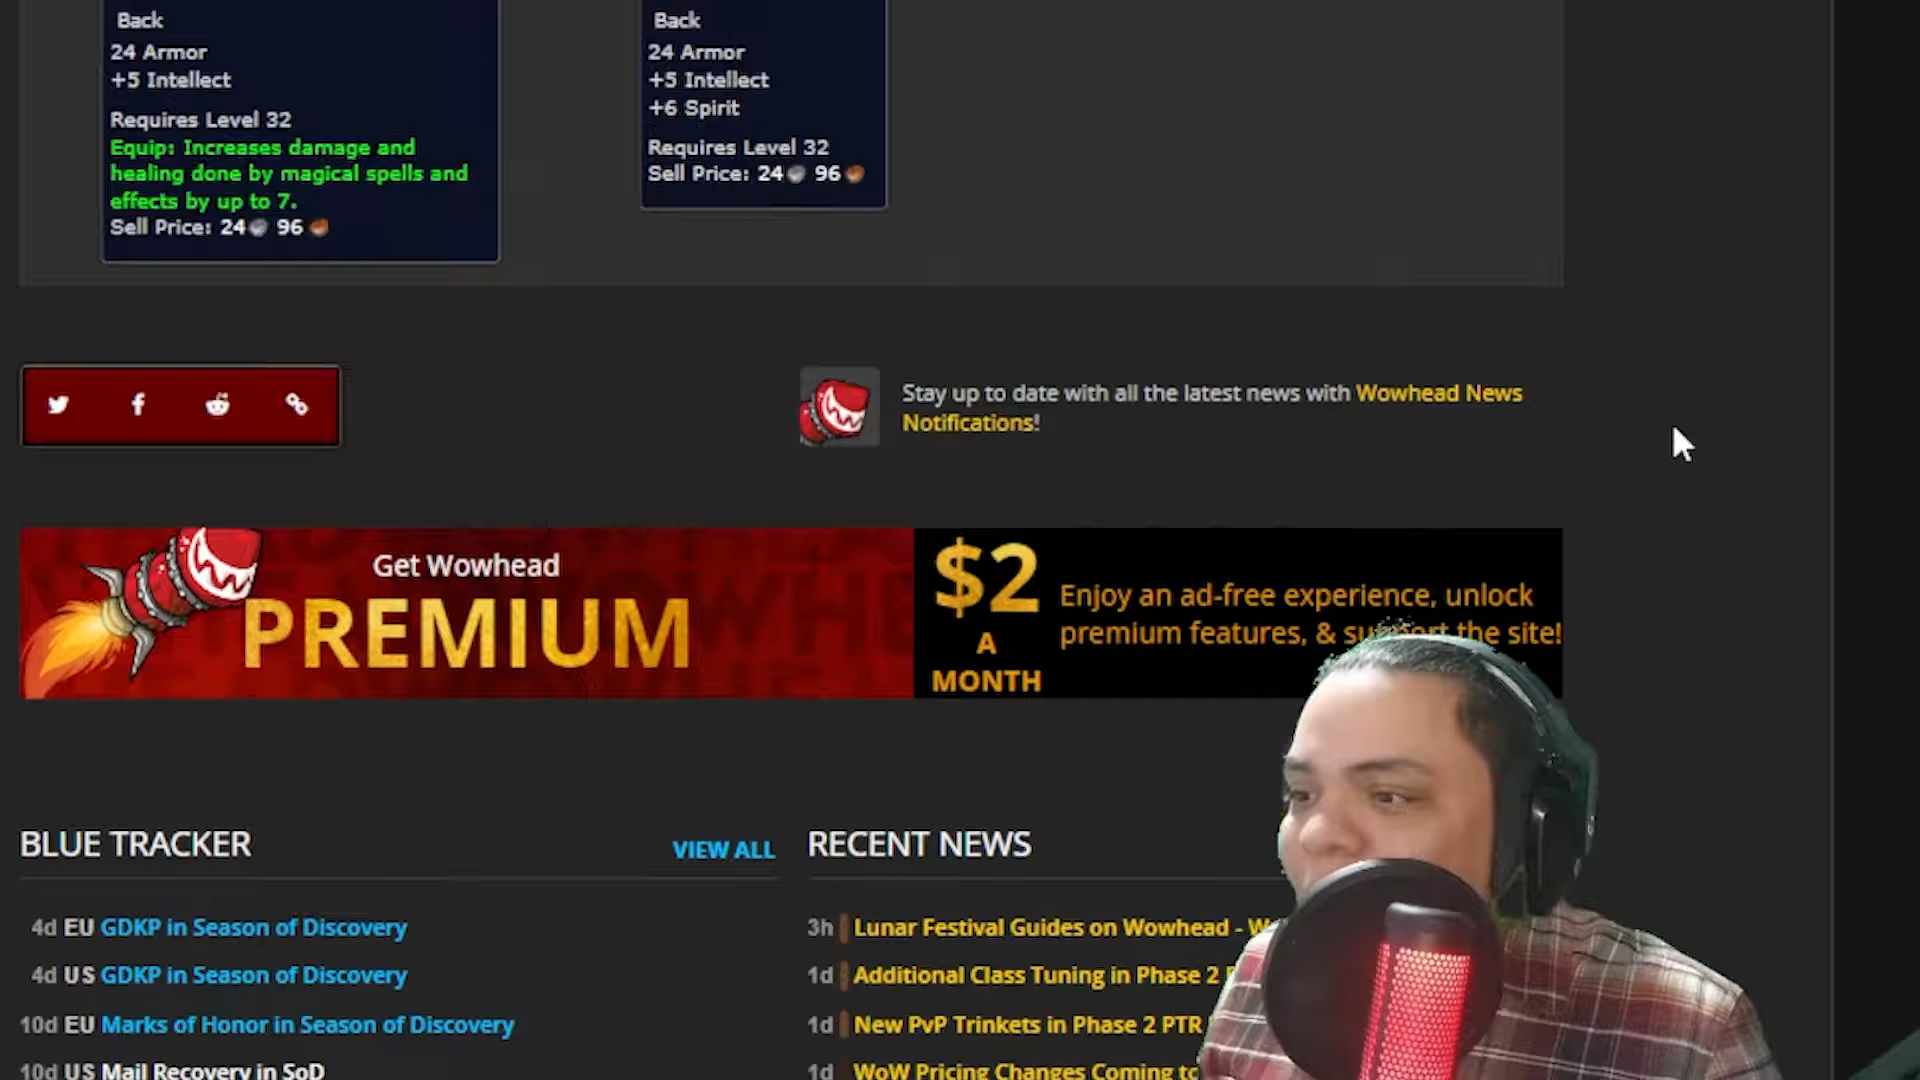 Back
24 Armor
+5 Intellect
Requires Level 32
Equip: Increases damage and
healing done by magical spells and
effects by up to 7.
Sell Price: 24 96
Back
24 Armor
+5 Intellect
+6 Spirit
Requires Level 32
Sell Price: 24 96
Stay up to date with all the latest news with Wowhead News
Notifications!
Get Wowhead
PREMIUM
$2
A
MONTH
Enjoy an ad-free experience, unlock
premium features, & support the site!
BLUE TRACKER
VIEW ALL
4d EU GDKP in Season of Discovery
4d US GDKP in Season of Discovery
10d EU Marks of Honor in Season of Discovery
10d US Mail Recovery in SoD
RECENT NEWS
3h Lunar Festival Guides on Wowhead -
1d Additional Class Tuning in Phase 2
1d New PvP Trinkets in Phase 2 PTR
1d WoW Pricing Changes Coming to